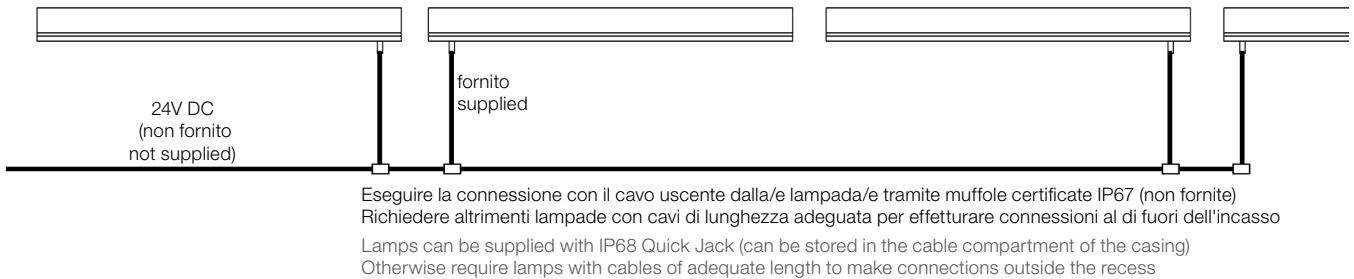 fornito
supplied
24V DC
(non fornito
not supplied)
Eseguire la connessione con il cavo uscente dalla/e lampada/e tramite muffole certificate IP67 (non fornite)
Richiedere altrimenti lampade con cavi di lunghezza adeguata per effetturare connessioni al di fuori dell'incasso
Lamps can be supplied with IP68 Quick Jack (can be stored in the cable compartment of the casing)
Otherwise require lamps with cables of adequate length to make connections outside the recess